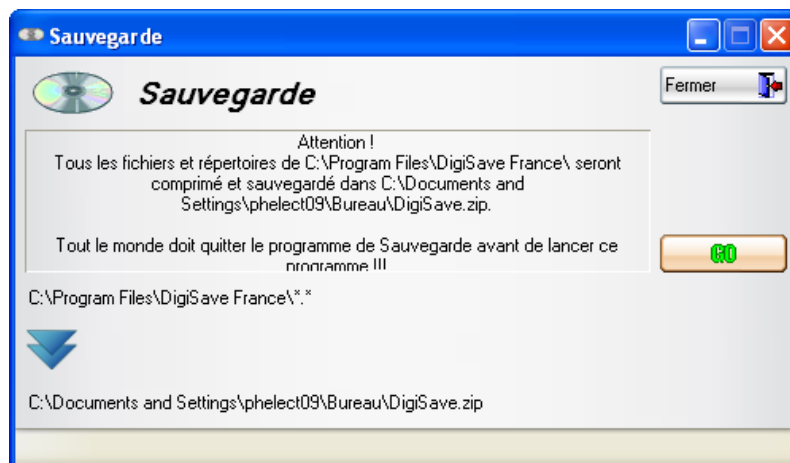 Sauvegarde
Sauvegarde
Fermer
Attention !
Tous les fichiers et répertoires de C:\Program Files\DigiSave France\ seront
comprimé et sauvegardé dans C:\Documents and
Settings\phelect09\Bureau\DigiSave.zip.
Tout le monde doit quitter le programme de Sauvegarde avant de lancer ce
programme !!!
GO
C:\Program Files\DigiSave France\*.*
C:\Documents and Settings\phelect09\Bureau\DigiSave.zip